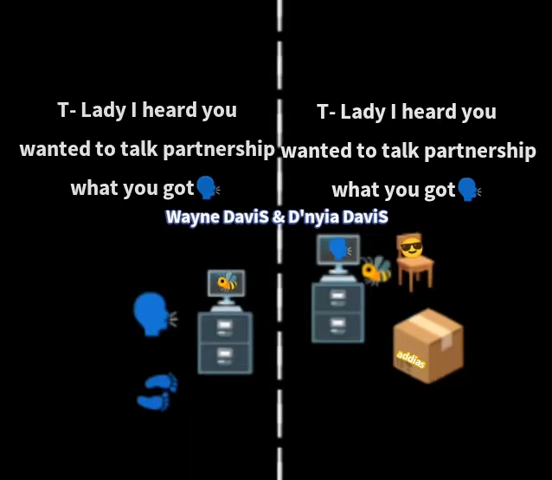 T- Lady I heard you
wanted to talk partnership
what you got🗣️
T- Lady I heard you
wanted to talk partnership
what you got🗣️
Wayne DaviS & D'nyia DaviS
addias